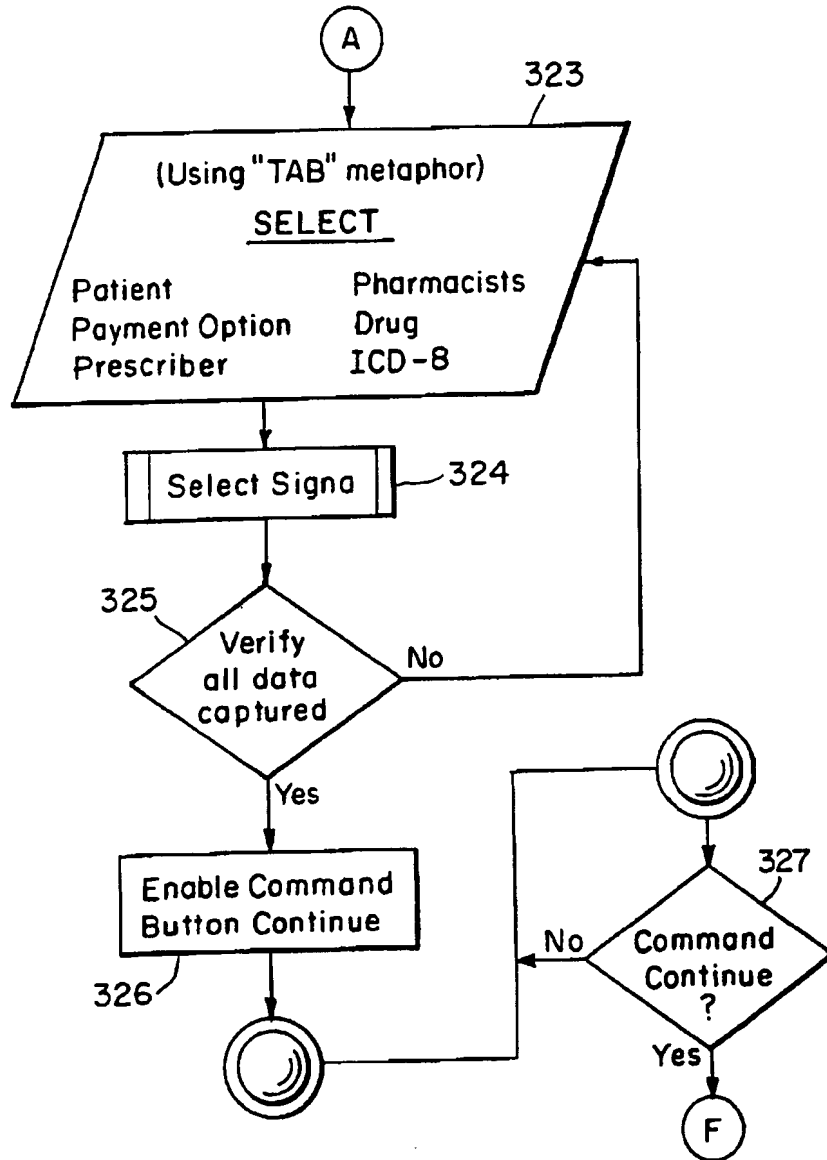 A
323
(Using "TAB" metaphor)
SELECT
Patient Pharmacists
Payment Option Drug
Prescriber ICD-8
Select Signa
324
325
Verify
all data
captured
No
Yes
Enable Command
Button Continue
326
327
Command
Continue
?
No
Yes
F